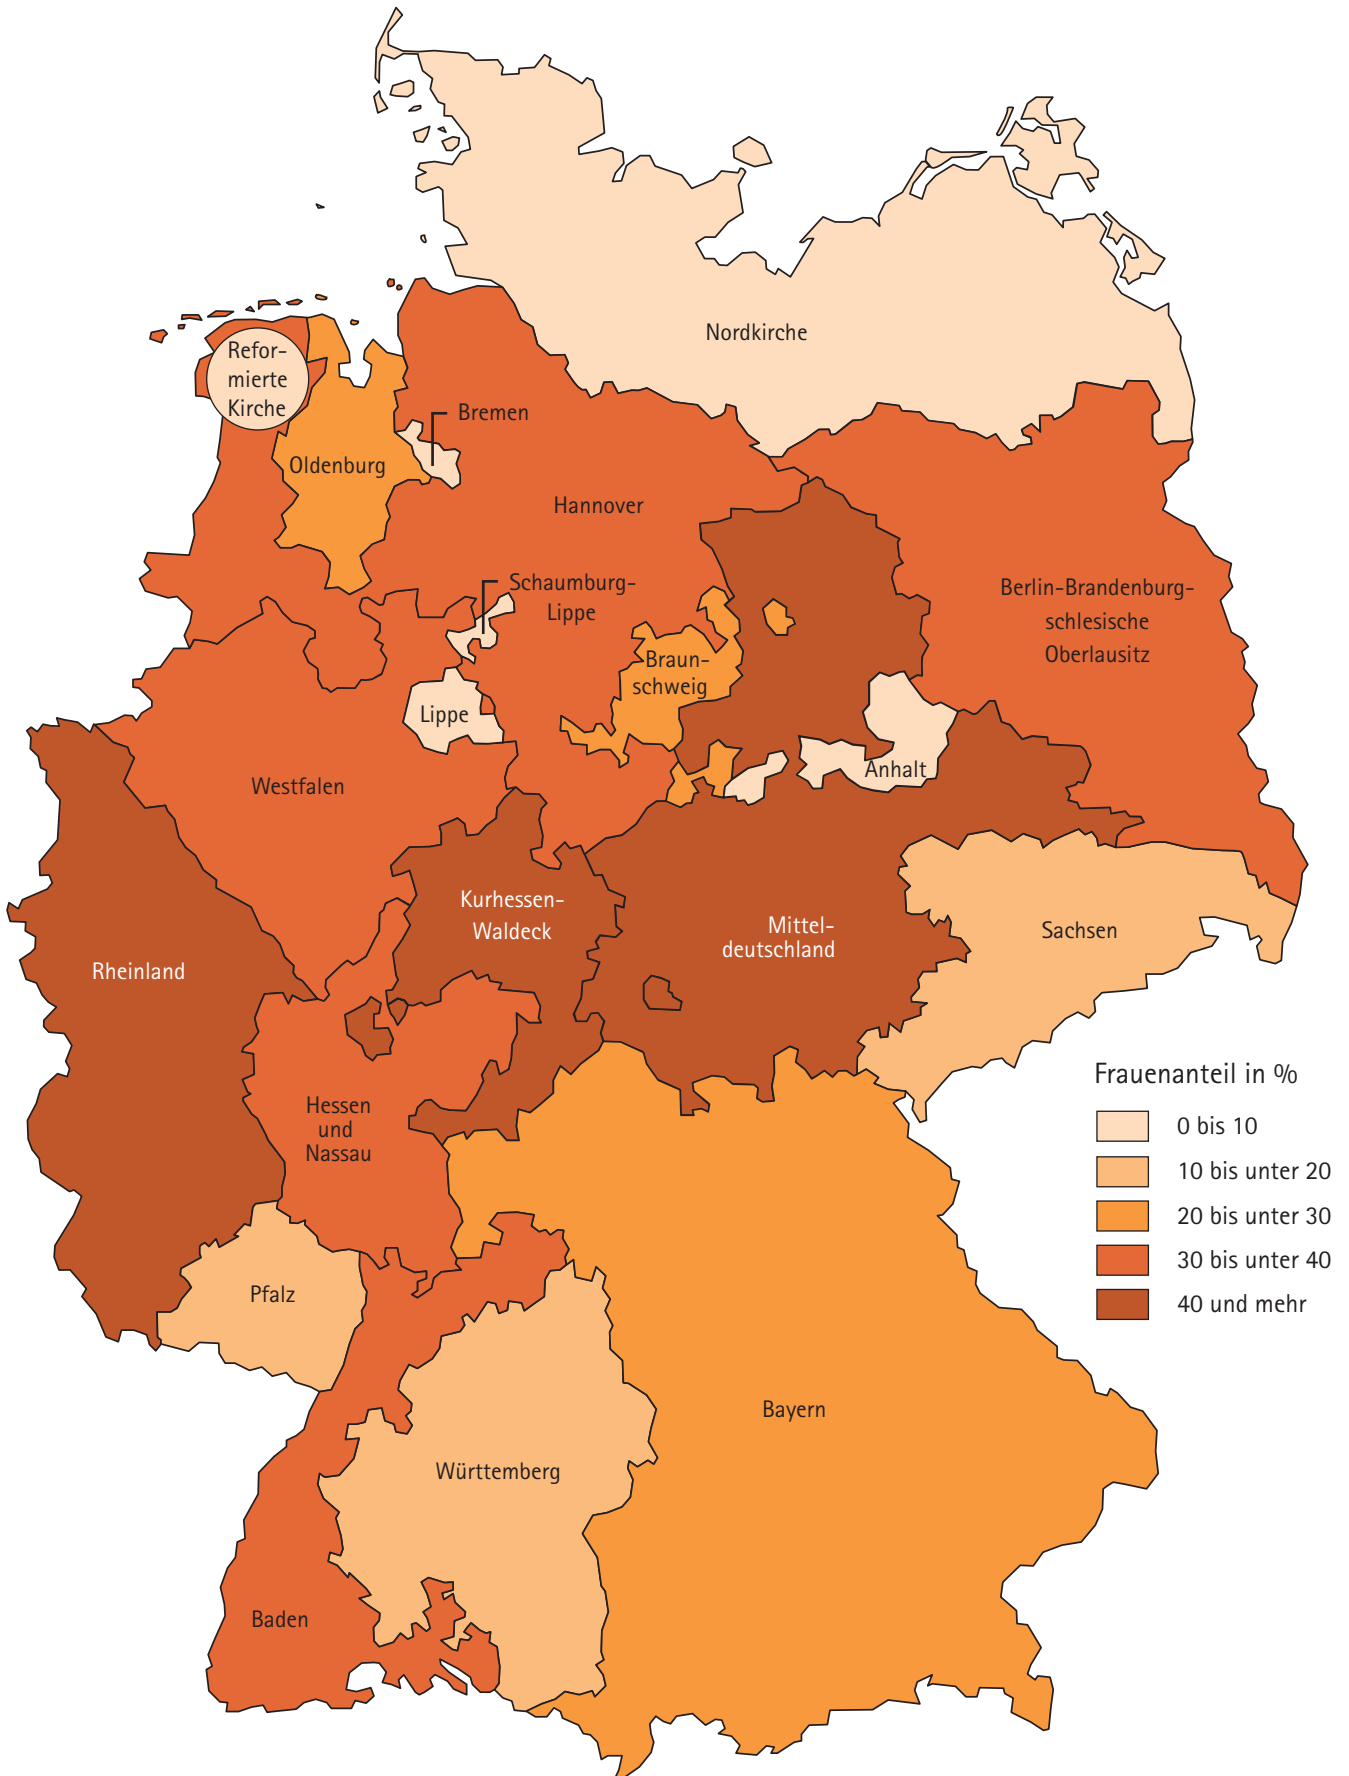 Nordkirche
Refor-
mierte
Kirche
Bremen
Oldenburg
Hannover
Schaumburg-
Lippe
Berlin-Brandenburg-
schlesische
Oberlausitz
Braun-
schweig
Lippe
Anhalt
Westfalen
Kurhessen-
Waldeck
Mittel-
deutschland
Sachsen
Rheinland
Hessen
und
Nassau
Pfalz
Bayern
Württemberg
Baden
Frauenanteil in %
0 bis 10
10 bis unter 20
20 bis unter 30
30 bis unter 40
40 und mehr